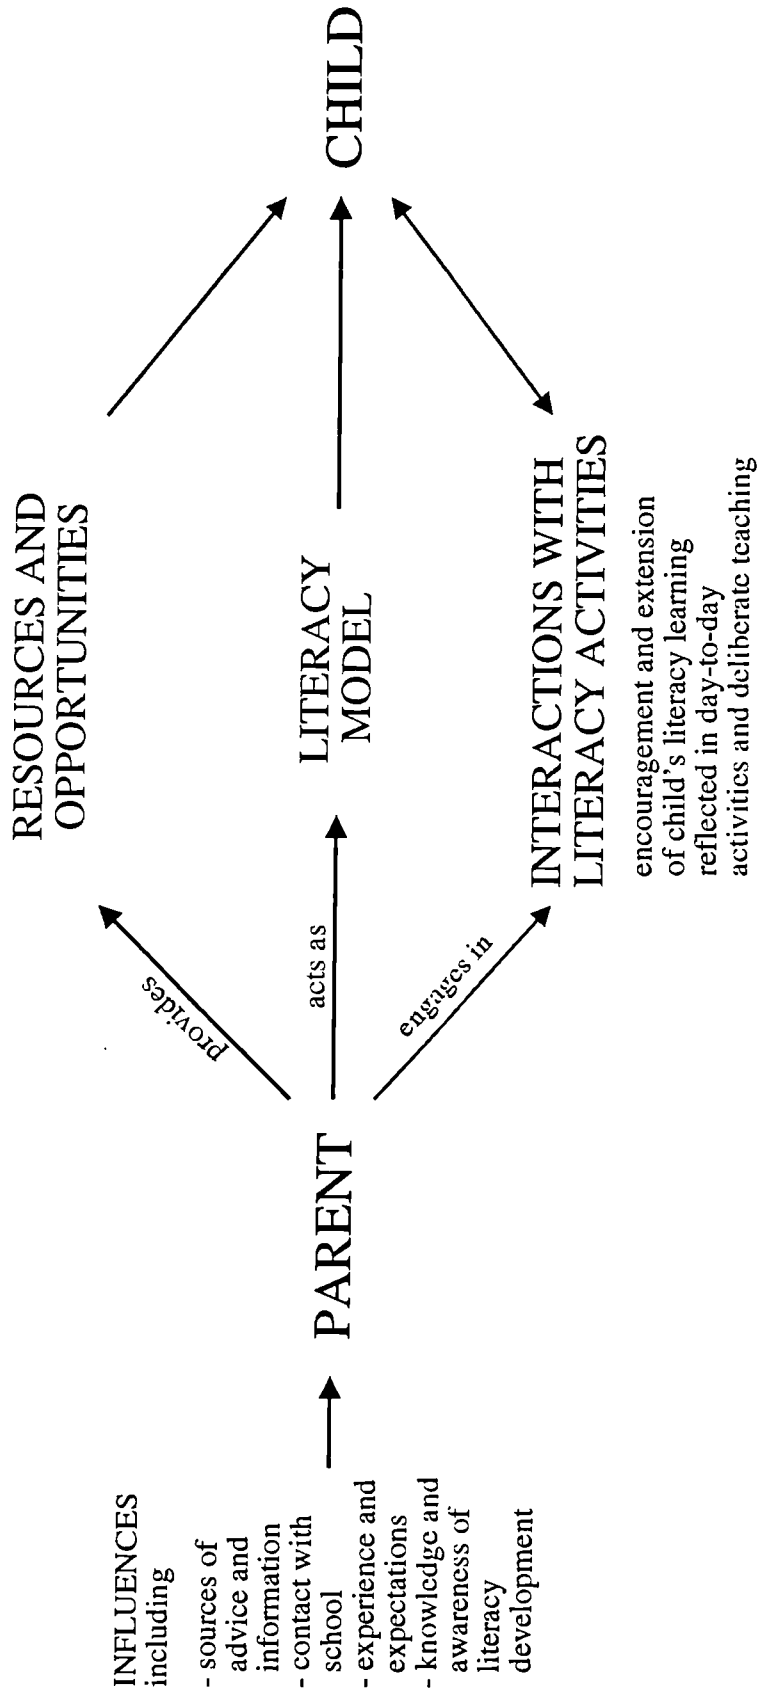 INFLUENCES
including
- sources of
advice and
information
- contact with
school
- experience and
expectations
- knowledge and
awareness of
literacy
development
PARENT
provides
acts as
engages in
RESOURCES AND
OPPORTUNITIES
LITERACY
MODEL
INTERACTIONS WITH
LITERACY ACTIVITIES
encouragement and extension
of child's literacy learning
reflected in day-to-day
activities and deliberate teaching
CHILD